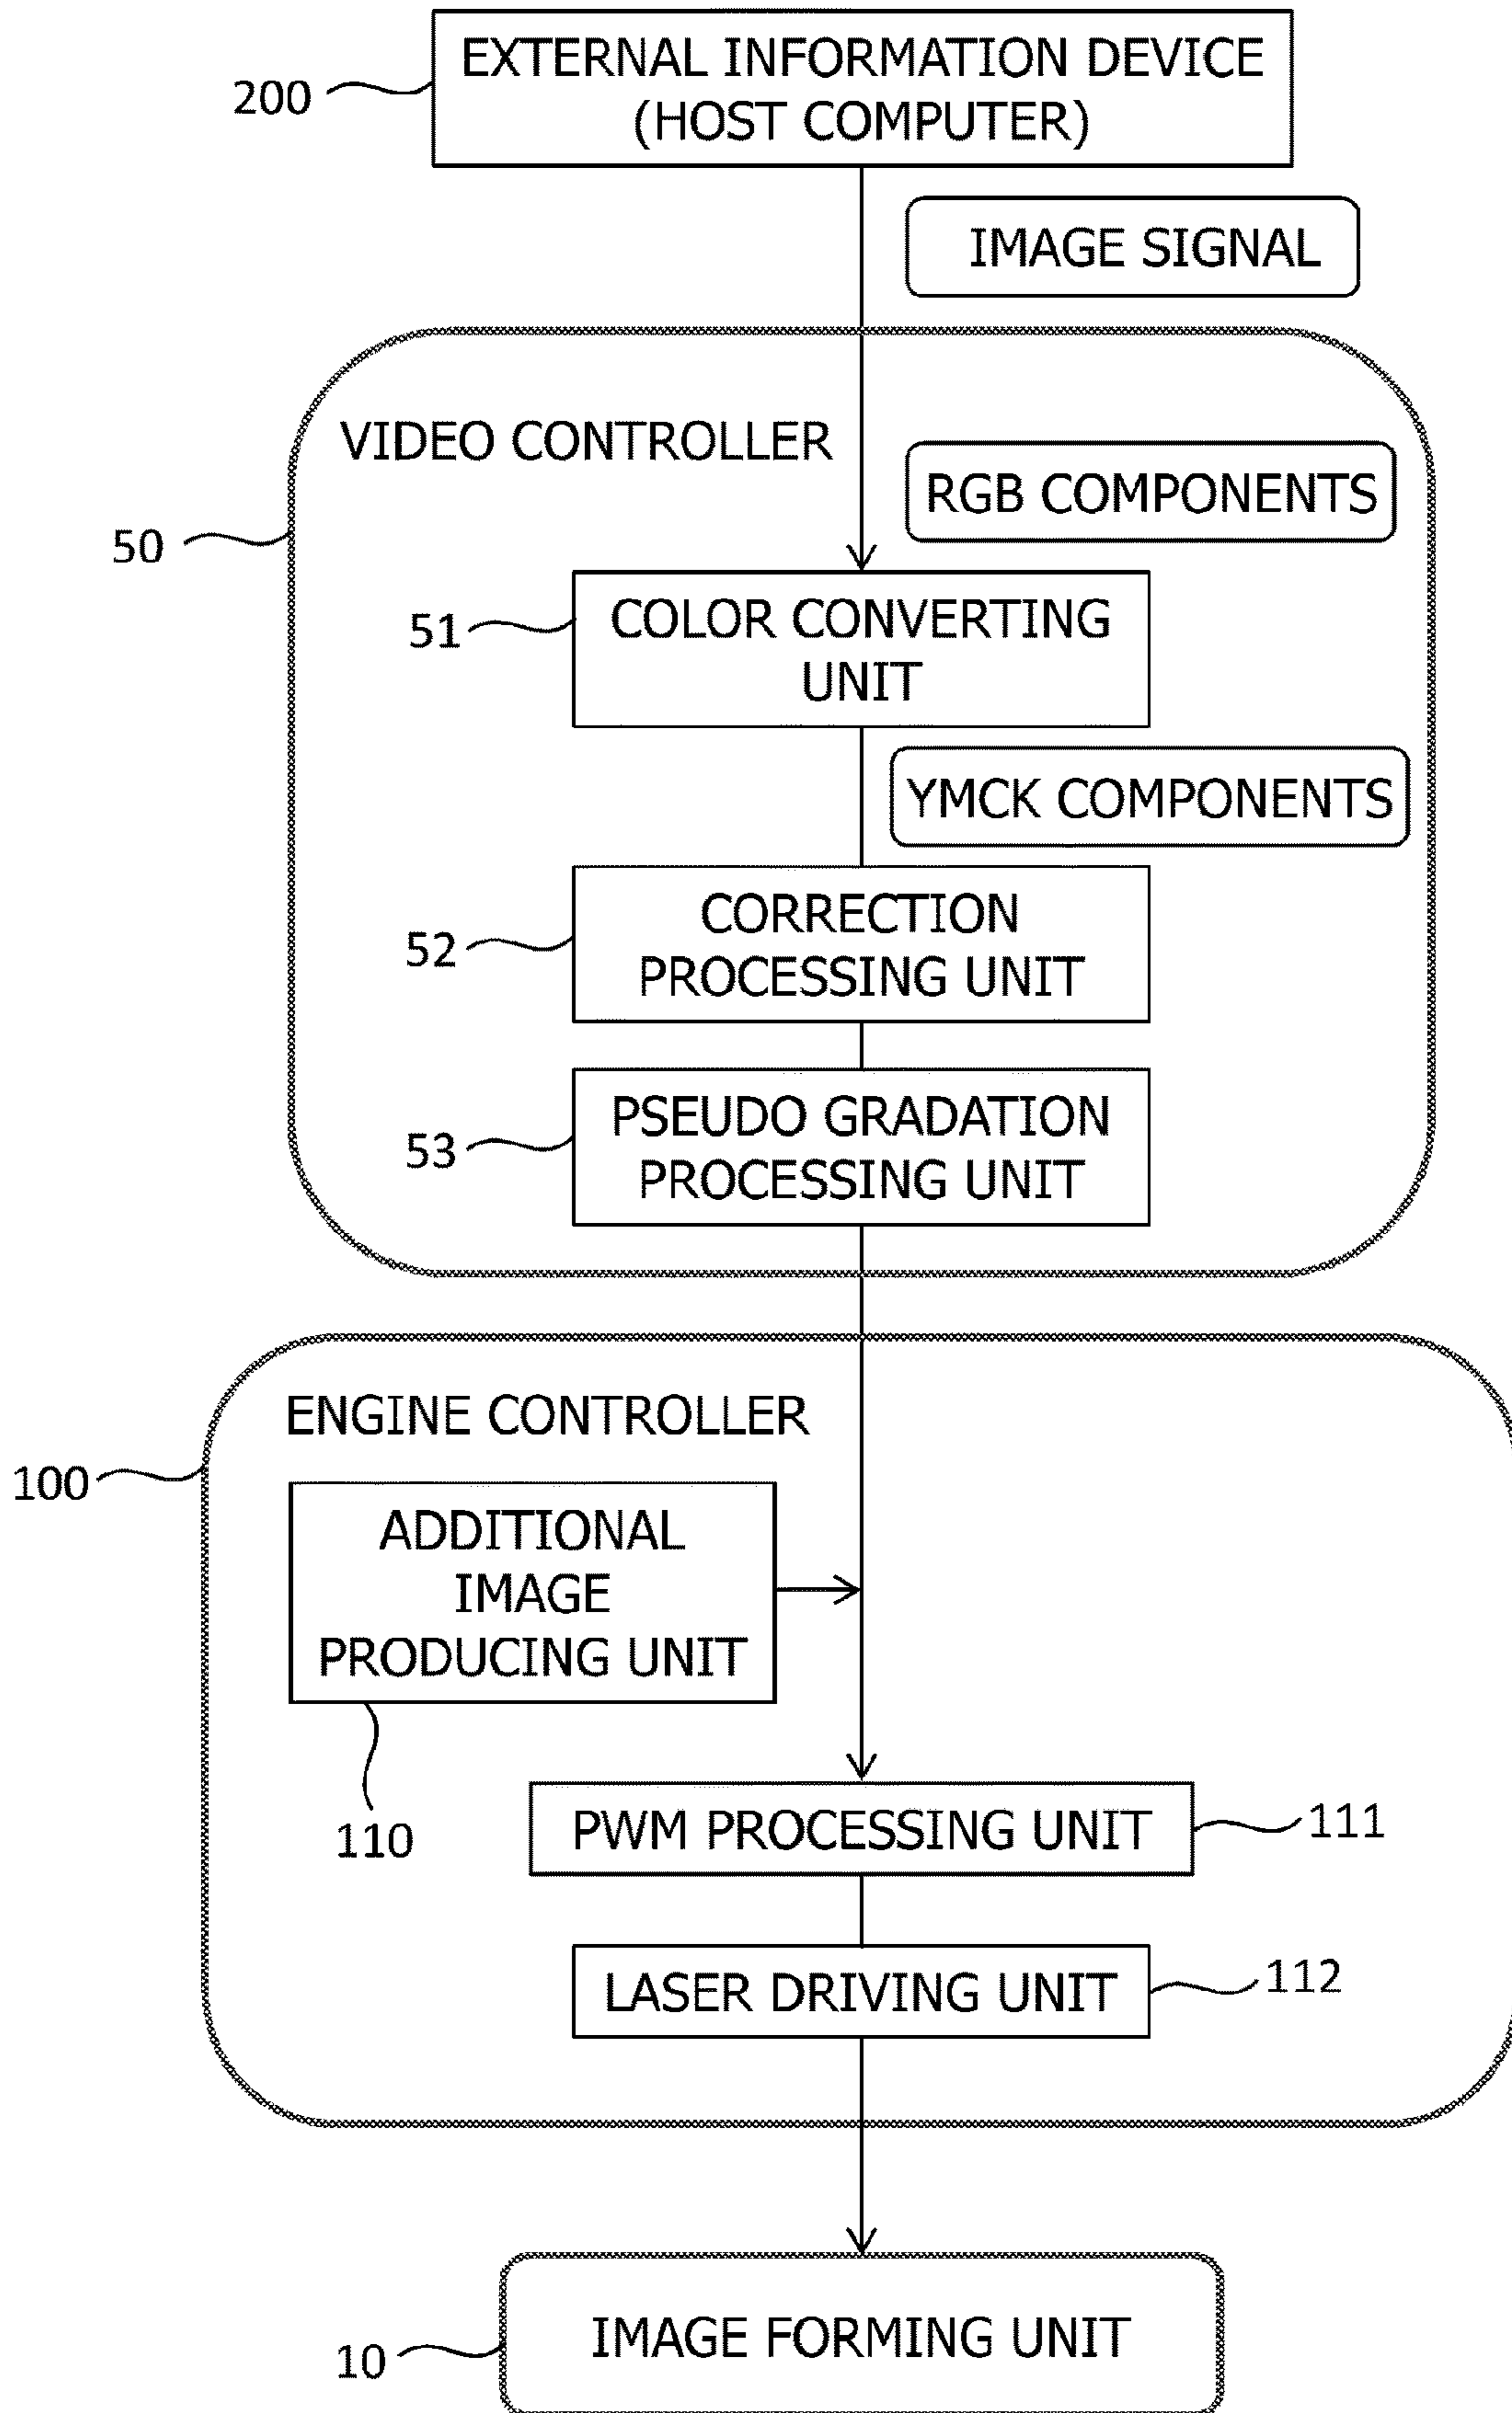 EXTERNAL INFORMATION DEVICE
(HOST COMPUTER)
200
IMAGE SIGNAL
VIDEO CONTROLLER
RGB COMPONENTS
50
COLOR CONVERTING
UNIT
51
YMCK COMPONENTS
CORRECTION
PROCESSING UNIT
52
PSEUDO GRADATION
PROCESSING UNIT
53
ENGINE CONTROLLER
100
ADDITIONAL
IMAGE
PRODUCING UNIT
110
PWM PROCESSING UNIT
111
LASER DRIVING UNIT
112
IMAGE FORMING UNIT
10